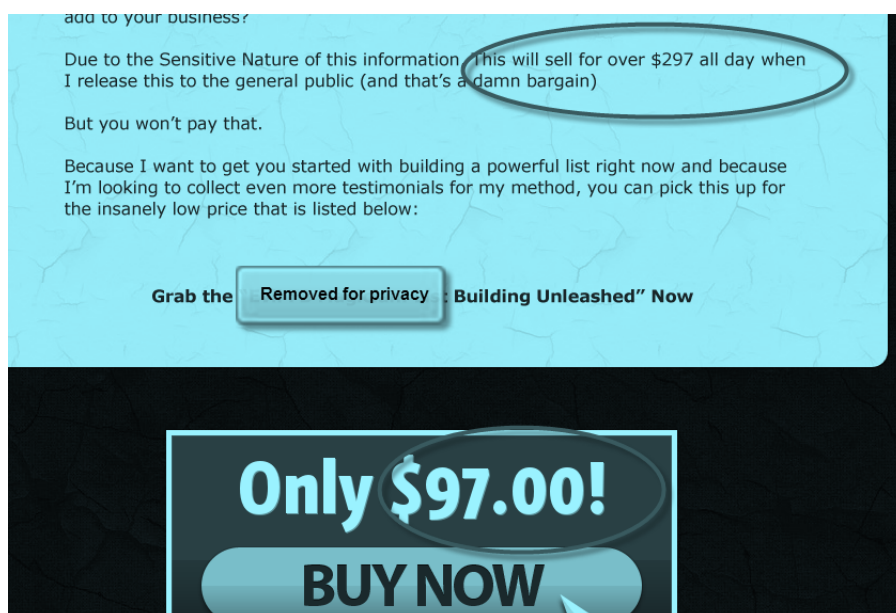 add to your business?
Due to the Sensitive Nature of this information This will sell for over $297 all day when
I release this to the general public (and that's a damn bargain)
But you won't pay that.
Because I want to get you started with building a powerful list right now and because
I'm looking to collect even more testimonials for my method, you can pick this up for
the insanely low price that is listed below:
Grab the Removed for privacy Building Unleashed" Now
Only $97.00!
BUY NOW